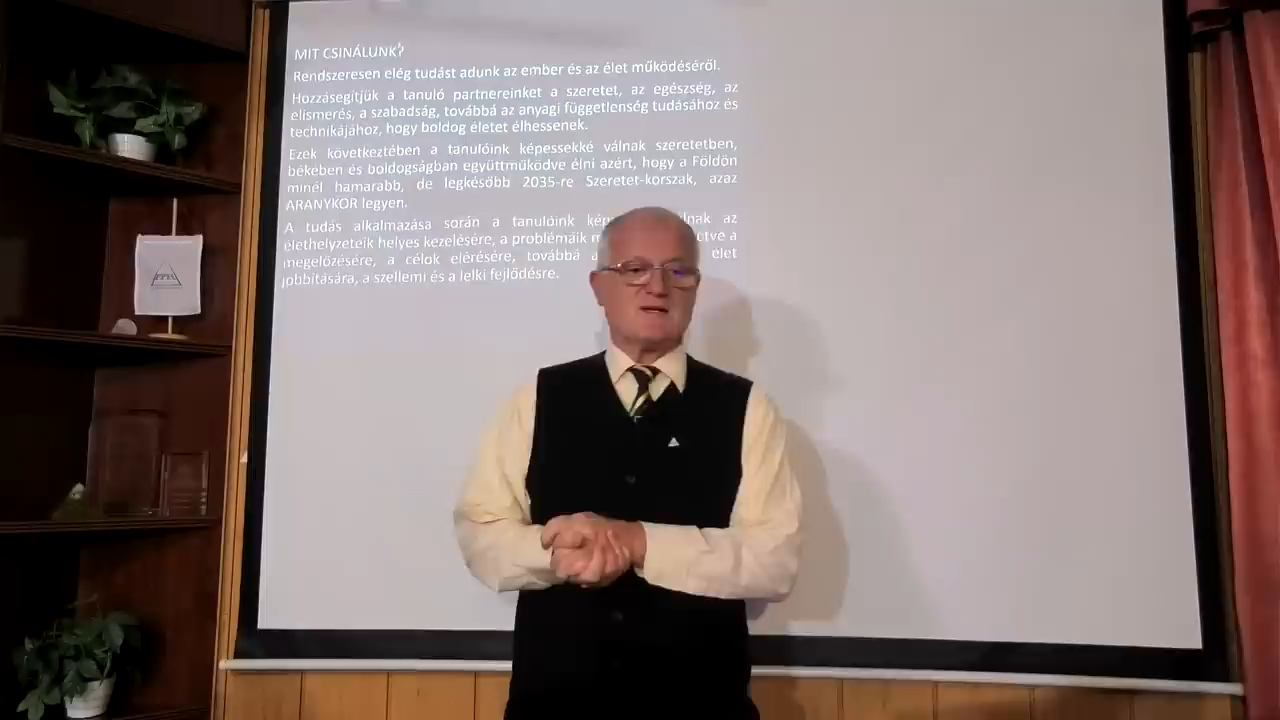 MIT CSINÁLUNK?
Rendszeresen elég tudást adunk az ember és az élet működéséről.
Hozzásegítjük a tanuló partnereinket a szeretet, az egészség, az
elismerés, a szabadság, továbbá az anyagi függetlenség tudásához és
technikájához, hogy boldog életet élhessenek.
Ezek következtében a tanulóink képessekké válnak szeretetben,
békében és boldogságban együttműködve élni azért, hogy a Földön
minél hamarabb, de legkésőbb 2035-re Szeretet-korszak, azaz
ARANYKOR legyen.
A tudás alkalmazása során a tanulóink az
élethelyzeteik helyes kezelésére, a problémáik a
megelőzésére, a célok elérésére, továbbá élet
jobbítására, a szellemi és a lelki fejlődésre.